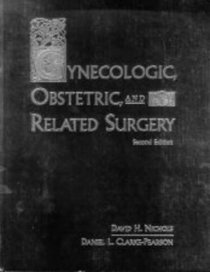 GYNECOLOGIC,
OBSTETRIC, AND
RELATED SURGERY
Second Edition
DAVID H. NICHOLS
DANIEL L. CLARKE-PEARSON